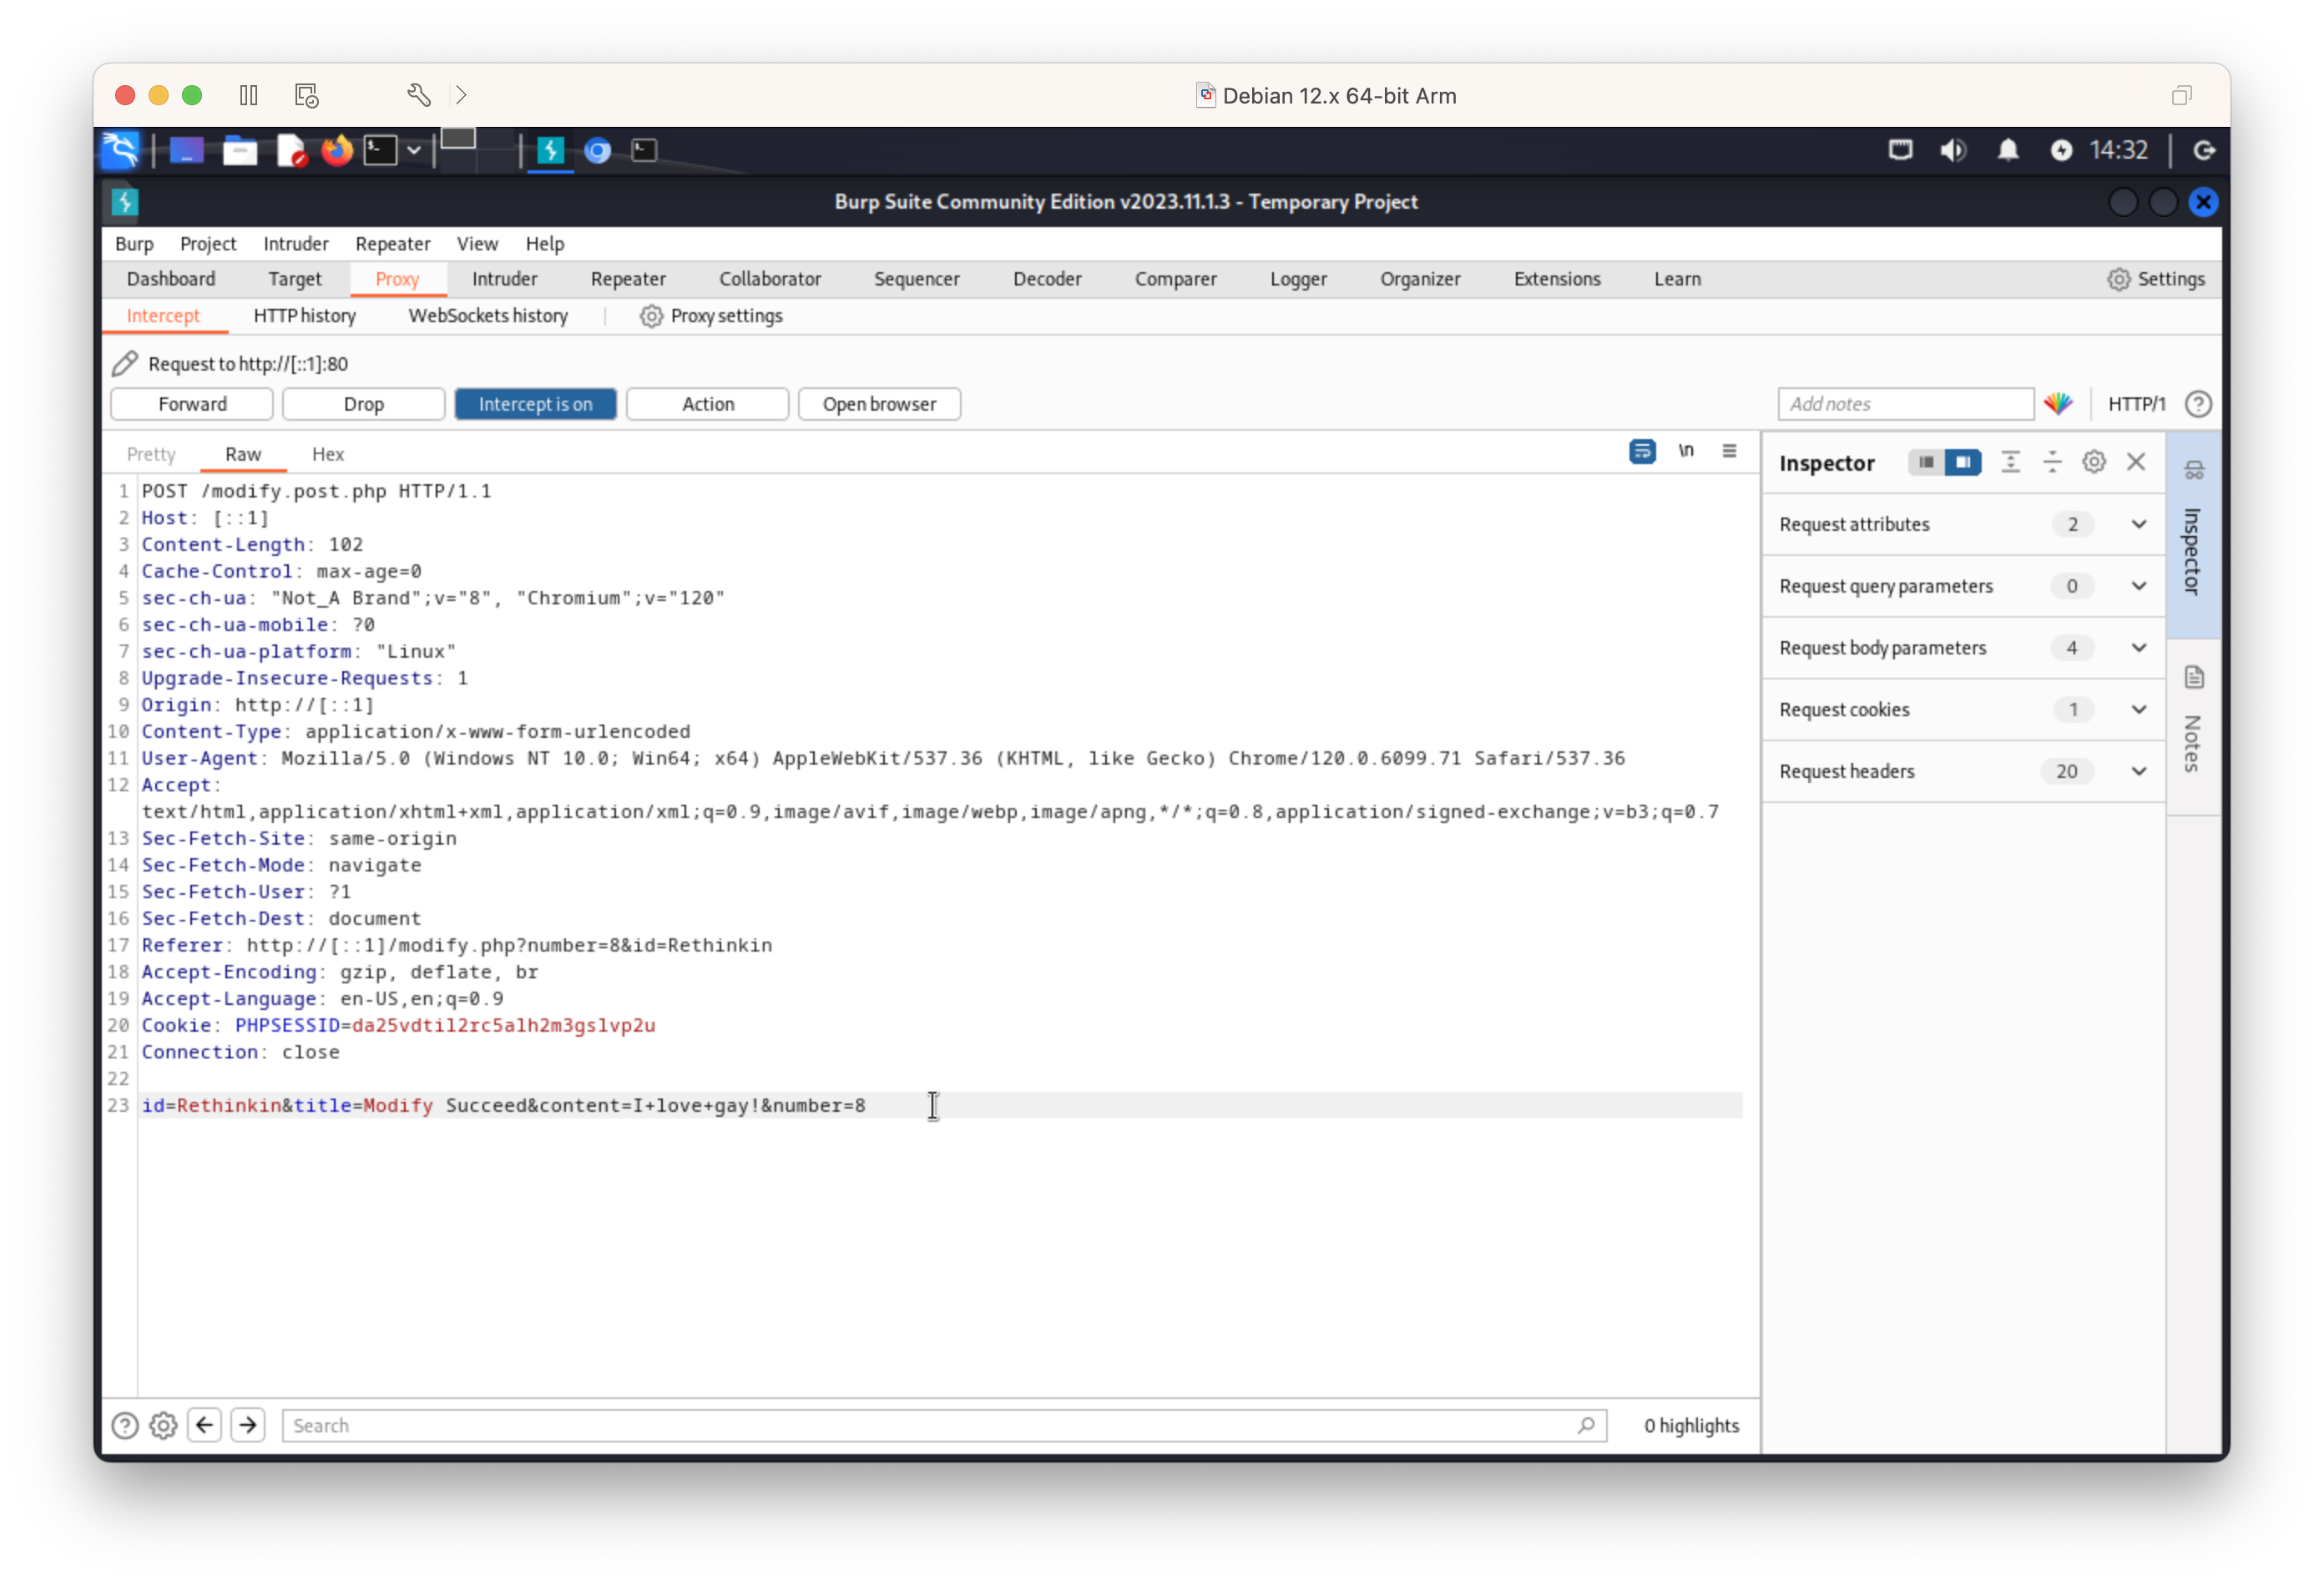 Debian 12.x 64-bit Arm
14:32
Burp Suite Community Edition v2023.11.1.3 - Temporary Project
Burp Project Intruder Repeater View Help
Dashboard Target Proxy Intruder Repeater Collaborator Sequencer Decoder Comparer Logger Organizer Extensions Learn Settings
Intercept HTTP history WebSockets history Proxy settings
Request to http://[::1]:80
Forward Drop Intercept is on Action Open browser Add notes HTTP/1
Pretty Raw Hex \n
Inspector
Request attributes 2
Request query parameters 0
Request body parameters 4
Request cookies 1
Request headers 20
Inspector
Notes
1 POST /modify.post.php HTTP/1.1
2 Host: [::1]
3 Content-Length: 102
4 Cache-Control: max-age=0
5 sec-ch-ua: "Not_A Brand";v="8", "Chromium";v="120"
6 sec-ch-ua-mobile: ?0
7 sec-ch-ua-platform: "Linux"
8 Upgrade-Insecure-Requests: 1
9 Origin: http://[::1]
10 Content-Type: application/x-www-form-urlencoded
11 User-Agent: Mozilla/5.0 (Windows NT 10.0; Win64; x64) AppleWebKit/537.36 (KHTML, like Gecko) Chrome/120.0.6099.71 Safari/537.36
12 Accept:
text/html,application/xhtml+xml,application/xml;q=0.9,image/avif,image/webp,image/apng,*/*;q=0.8,application/signed-exchange;v=b3;q=0.7
13 Sec-Fetch-Site: same-origin
14 Sec-Fetch-Mode: navigate
15 Sec-Fetch-User: ?1
16 Sec-Fetch-Dest: document
17 Referer: http://[::1]/modify.php?number=8&id=Rethinkin
18 Accept-Encoding: gzip, deflate, br
19 Accept-Language: en-US,en;q=0.9
20 Cookie: PHPSESSID=da25vdtil2rc5alh2m3gslvp2u
21 Connection: close
22
23 id=Rethinkin&title=Modify Succeed&content=I+love+gay!&number=8
Search 0 highlights